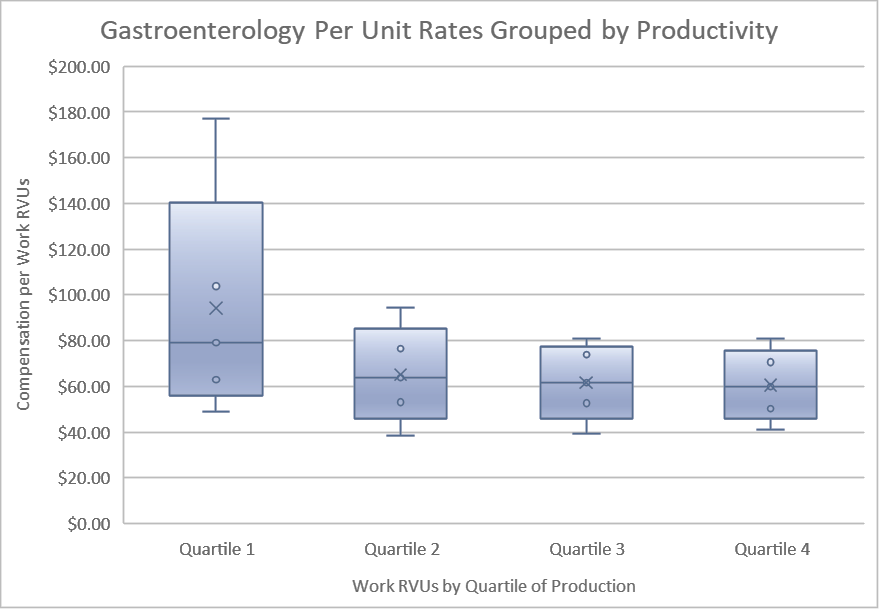 Gastroenterology Per Unit Rates Grouped by Productivity
$200.00
$180.00
$160.00
$140.00
$120.00
$100.00
$80.00
$60.00
$40.00
$20.00
$0.00
Compensation per Work RVUs
Quartile 1
Quartile 2
Quartile 3
Quartile 4
Work RVUs by Quartile of Production